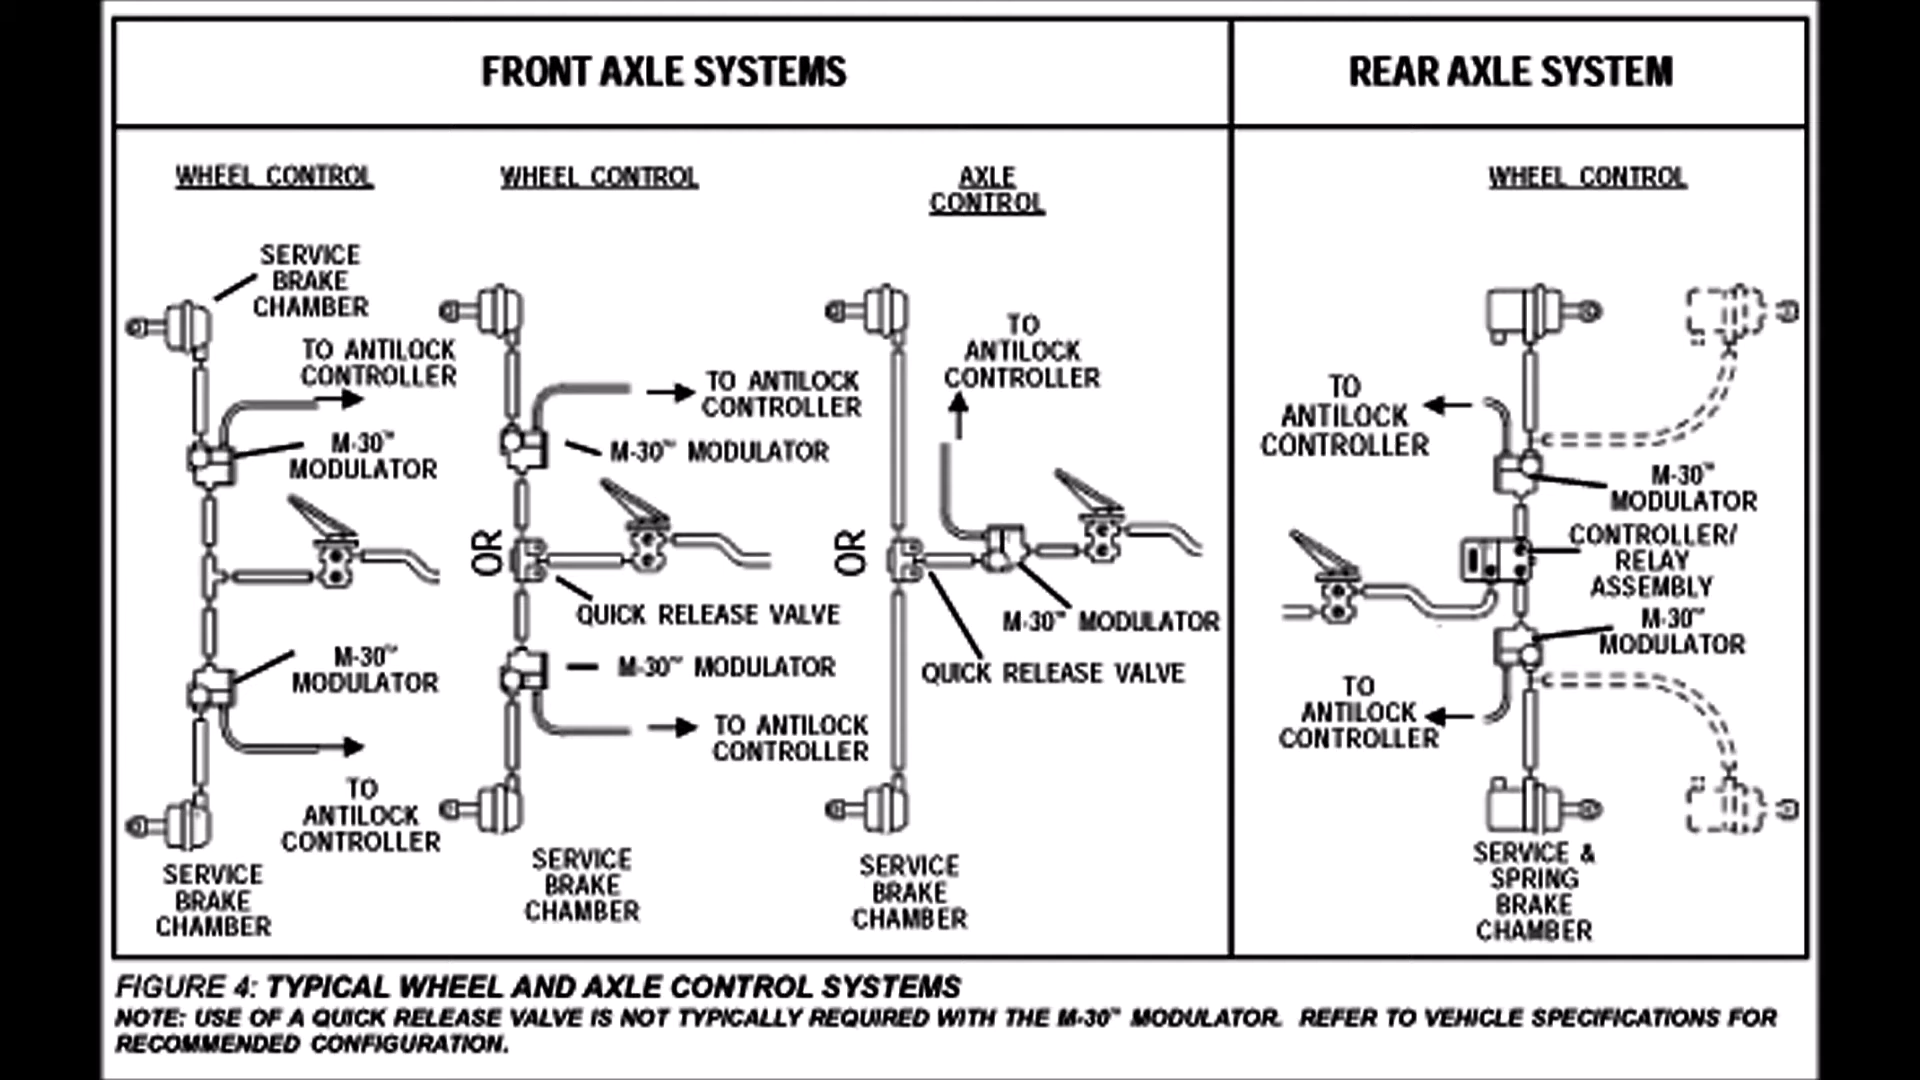 FRONT AXLE SYSTEMS
REAR AXLE SYSTEM
WHEEL CONTROL
SERVICE
BRAKE
CHAMBER
TO ANTILOCK
CONTROLLER
M-30™
MODULATOR
M-30™
MODULATOR
TO
ANTILOCK
CONTROLLER
SERVICE
BRAKE
CHAMBER
OR
WHEEL CONTROL
TO ANTILOCK
CONTROLLER
M-30™ MODULATOR
QUICK RELEASE VALVE
M-30™ MODULATOR
TO ANTILOCK
CONTROLLER
SERVICE
BRAKE
CHAMBER
OR
AXLE
CONTROL
TO
ANTILOCK
CONTROLLER
M-30™ MODULATOR
QUICK RELEASE VALVE
SERVICE
BRAKE
CHAMBER
WHEEL CONTROL
TO
ANTILOCK
CONTROLLER
M-30™
MODULATOR
CONTROLLER/
RELAY
ASSEMBLY
M-30™
MODULATOR
TO
ANTILOCK
CONTROLLER
SERVICE &
SPRING
BRAKE
CHAMBER
FIGURE 4: TYPICAL WHEEL AND AXLE CONTROL SYSTEMS
NOTE: USE OF A QUICK RELEASE VALVE IS NOT TYPICALLY REQUIRED WITH THE M-30™ MODULATOR. REFER TO VEHICLE SPECIFICATIONS FOR
RECOMMENDED CONFIGURATION.